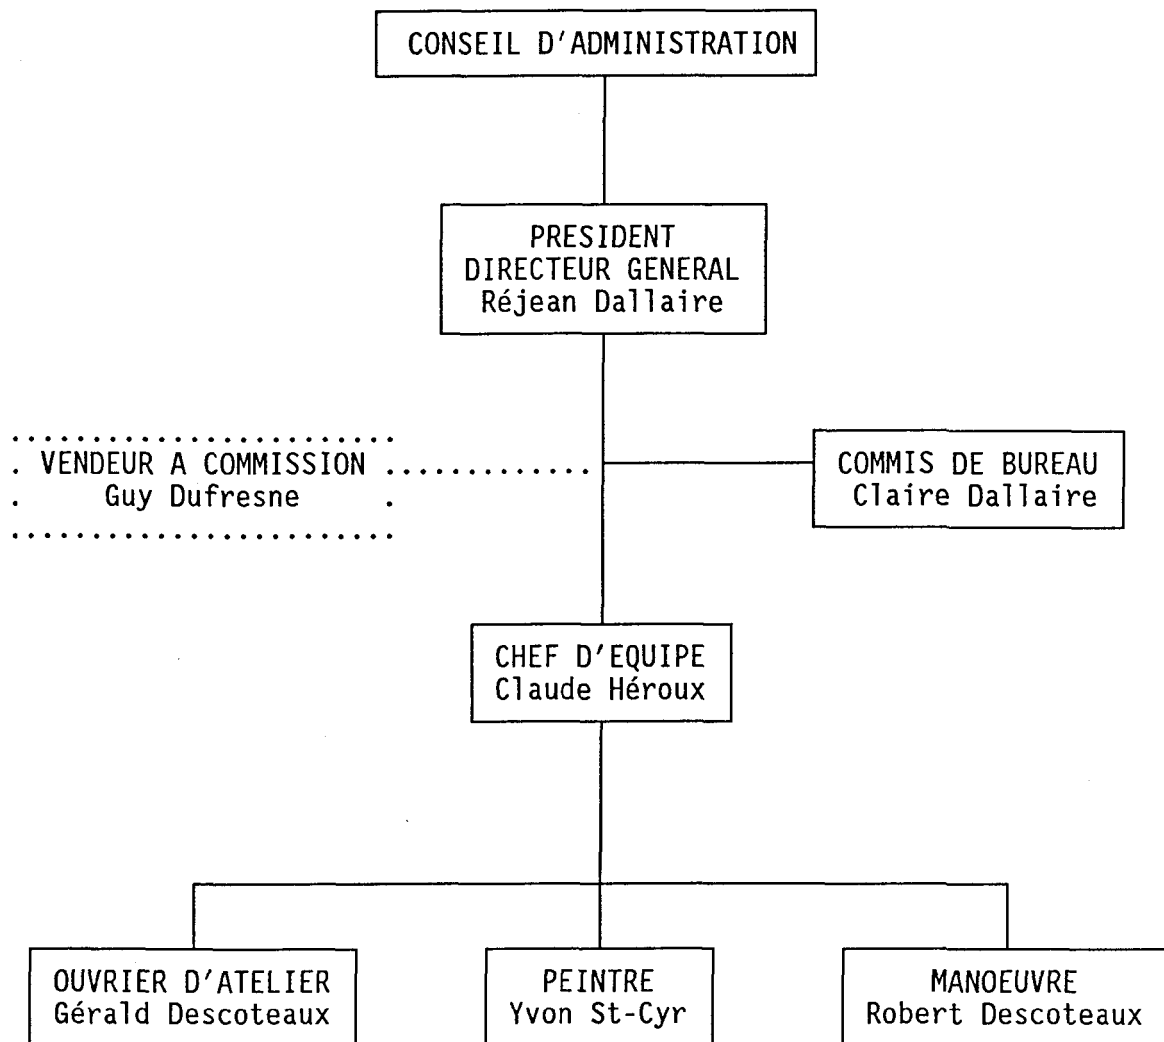 CONSEIL D'ADMINISTRATION
PRESIDENT
DIRECTEUR GENERAL
Réjean Dallaire
VENDEUR A COMMISSION
Guy Dufresne
COMMIS DE BUREAU
Claire Dallaire
CHEF D'EQUIPE
Claude Héroux
OUVRIER D'ATELIER
Gérald Descoteaux
PEINTRE
Yvon St-Cyr
MANOEUVRE
Robert Descoteaux